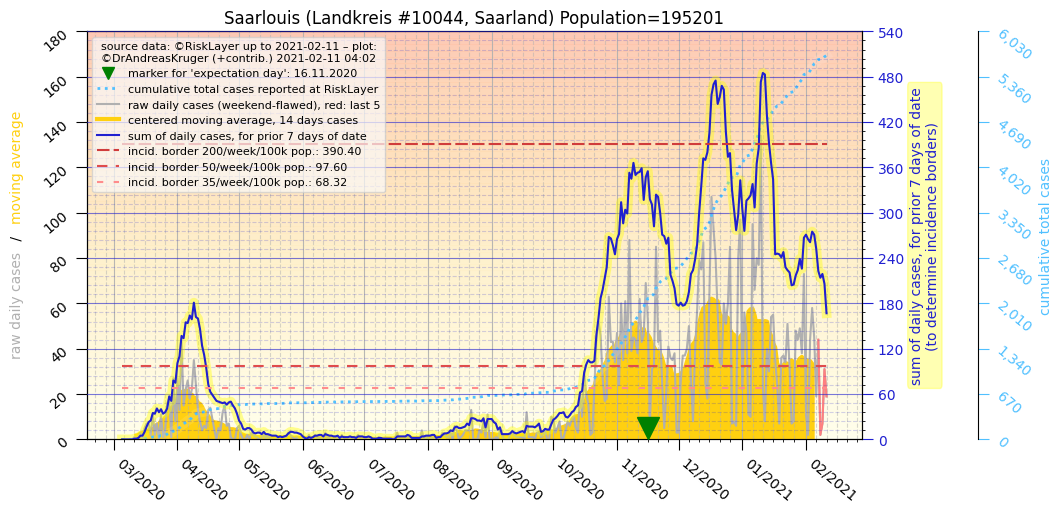 Saarlouis (Landkreis #10044, Saarland) Population=195201
source data: ©RiskLayer up to 2021-02-11 – plot:
©DrAndreasKruger (+contrib.) 2021-02-11 04:02
marker for 'expectation day': 16.11.2020
cumulative total cases reported at RiskLayer
raw daily cases (weekend-flawed), red: last 5
centered moving average, 14 days cases
sum of daily cases, for prior 7 days of date
incid. border 200/week/100k pop.: 390.40
incid. border 50/week/100k pop.: 97.60
incid. border 35/week/100k pop.: 68.32
raw daily cases / moving average
180
160
140
120
100
80
60
40
20
0
03/2020
04/2020
05/2020
06/2020
07/2020
08/2020
09/2020
10/2020
11/2020
12/2020
01/2021
02/2021
540
480
420
360
300
240
180
120
60
0
sum of daily cases, for prior 7 days of date
(to determine incidence borders)
6,030
5,360
4,690
4,020
3,350
2,680
2,010
1,340
670
0
cumulative total cases